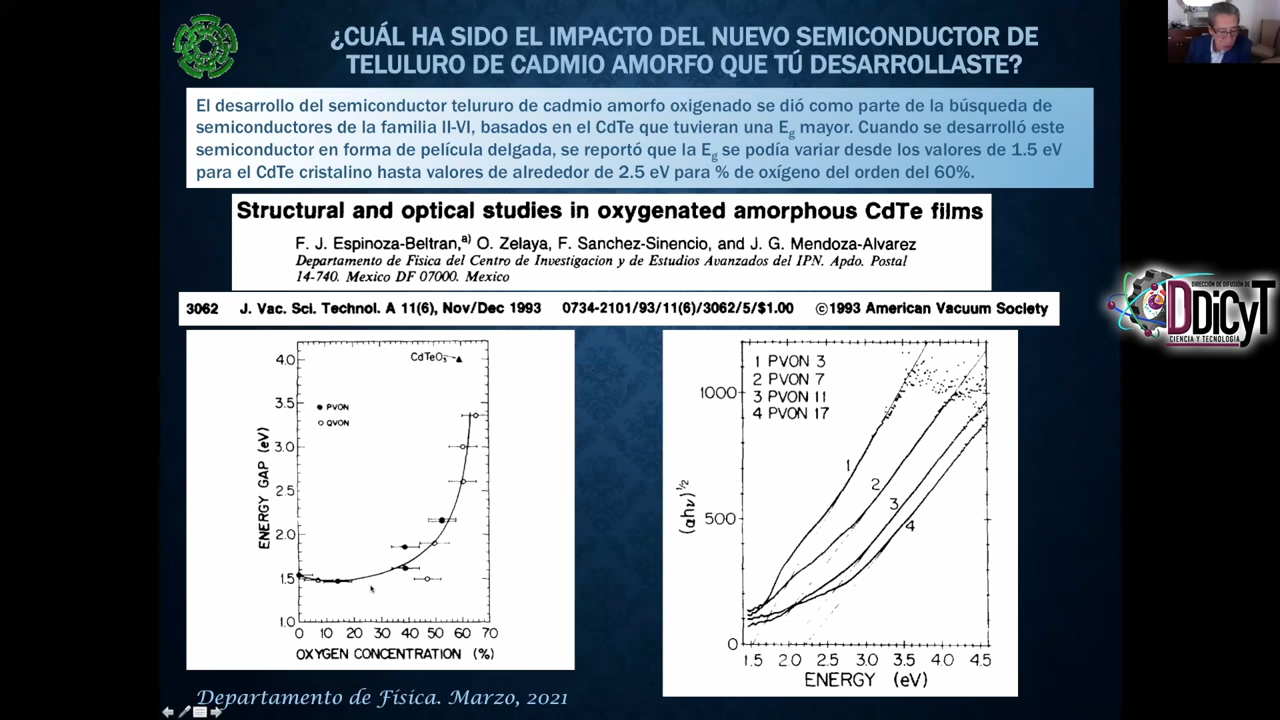 ¿CUÁL HA SIDO EL IMPACTO DEL NUEVO SEMICONDUCTOR DE
TELULURO DE CADMIO AMORFO QUE TÚ DESARROLLASTE?
El desarrollo del semiconductor telururo de cadmio amorfo oxigenado se dió como parte de la búsqueda de
semiconductores de la familia II-VI, basados en el CdTe que tuvieran una Eg mayor. Cuando se desarrolló este
semiconductor en forma de película delgada, se reportó que la Eg se podía variar desde los valores de 1.5 eV
para el CdTe cristalino hasta valores de alrededor de 2.5 eV para % de oxígeno del orden del 60%.
Structural and optical studies in oxygenated amorphous CdTe films
F. J. Espinoza-Beltran,a) O. Zelaya, F. Sanchez-Sinencio, and J. G. Mendoza-Alvarez
Departamento de Fisica del Centro de Investigacion y de Estudios Avanzados del IPN. Apdo. Postal
14-740. Mexico DF 07000. Mexico
3062 J. Vac. Sci. Technol. A 11(6), Nov/Dec 1993 0734-2101/93/11(6)/3062/5/$1.00 ©1993 American Vacuum Society
DIRECCIÓN DE DIFUSIÓN DE
DDiCyT
CIENCIA Y TECNOLOGÍA
CdTeO3
PVON
QVON
ENERGY GAP (eV)
4.0
3.5
3.0
2.5
2.0
1.5
1.0
0 10 20 30 40 50 60 70
OXYGEN CONCENTRATION (%)
1 PVON 3
2 PVON 7
3 PVON 11
4 PVON 17
(αhν)1/2
1000
500
0
1
2
3
4
1.5 2.0 2.5 3.0 3.5 4.0 4.5
ENERGY (eV)
Departamento de Física. Marzo, 2021